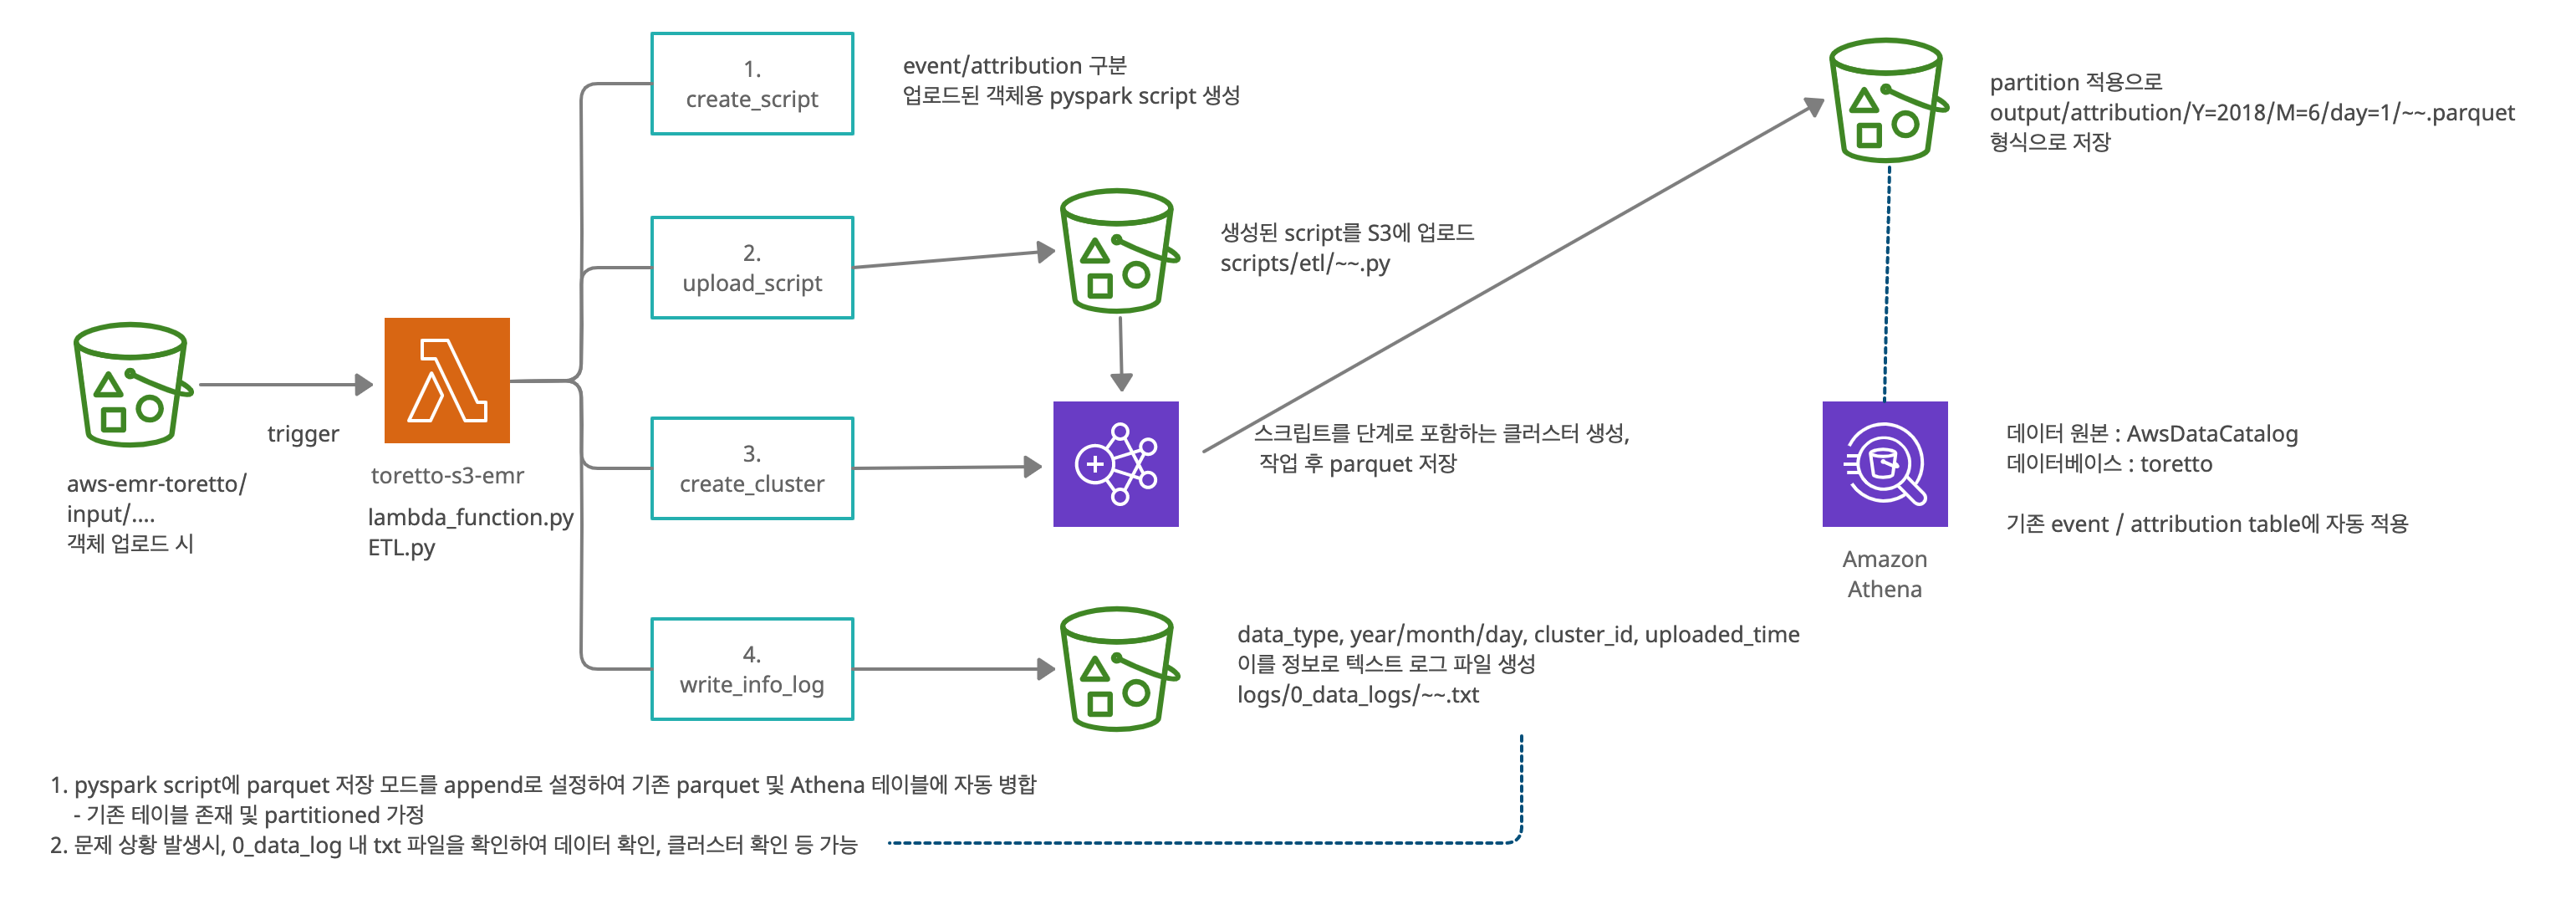 1.
create_script
event/attribution 구분
업로드된 객체용 pyspark script 생성
partition 적용으로
output/attribution/Y=2018/M=6/day=1/~~.parquet
형식으로 저장
2.
upload_script
생성된 script를 S3에 업로드
scripts/etl/~~.py
trigger
aws-emr-toretto/
input/....
객체 업로드 시
toretto-s3-emr
lambda_function.py
ETL.py
3.
create_cluster
스크립트를 단계로 포함하는 클러스터 생성,
작업 후 parquet 저장
데이터 원본 : AwsDataCatalog
데이터베이스 : toretto
기존 event / attribution table에 자동 적용
Amazon
Athena
4.
write_info_log
data_type, year/month/day, cluster_id, uploaded_time
이를 정보로 텍스트 로그 파일 생성
logs/0_data_logs/~~.txt
1. pyspark script에 parquet 저장 모드를 append로 설정하여 기존 parquet 및 Athena 테이블에 자동 병합
- 기존 테이블 존재 및 partitioned 가정
2. 문제 상황 발생시, 0_data_log 내 txt 파일을 확인하여 데이터 확인, 클러스터 확인 등 가능